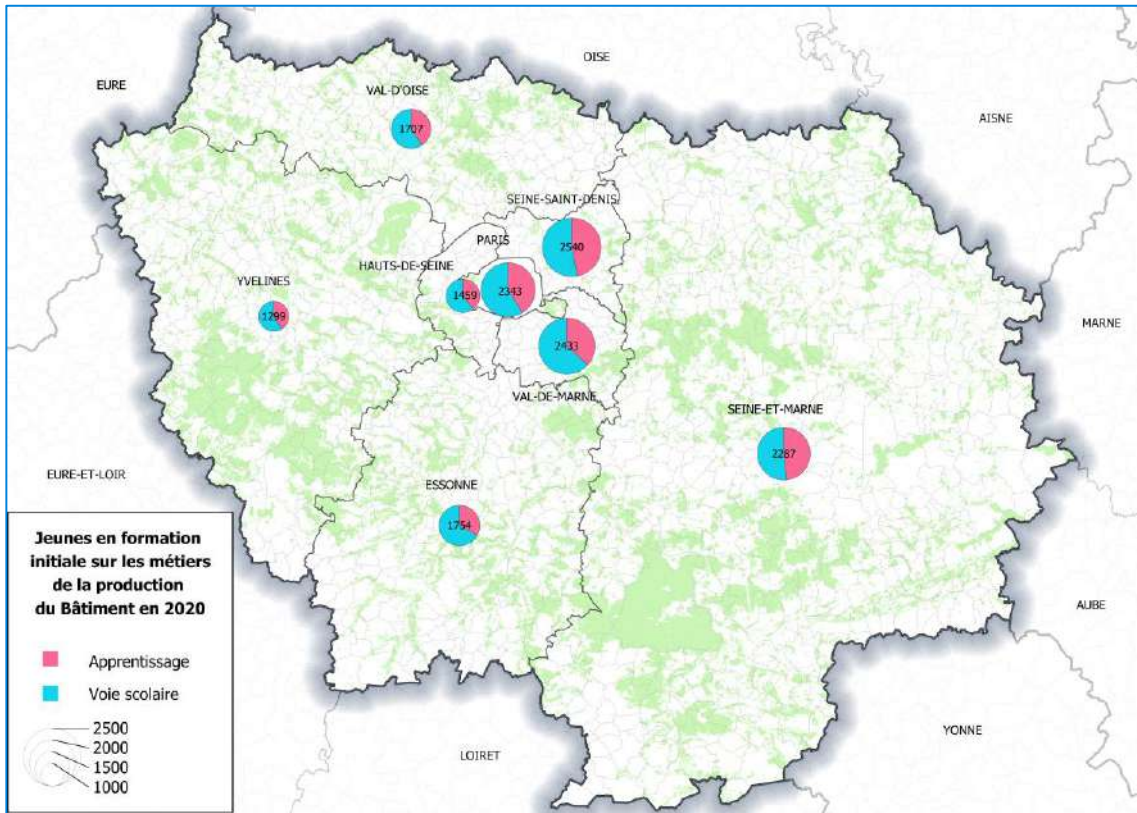 OISE
EURE
VAL-D'OISE
AISNE
1707
SEINE-SAINT-DENIS
2540
PARIS
HAUTS-DE-SEINE
YVELINES
1459
2343
1299
MARNE
2433
VAL-DE-MARNE
SEINE-ET-MARNE
2287
EURE-ET-LOIR
ESSONNE
1754
Jeunes en formation
initiale sur les métiers
de la production
du Bâtiment en 2020
Apprentissage
Voie scolaire
2500
2000
1500
1000
AUBE
LOIRET
YONNE